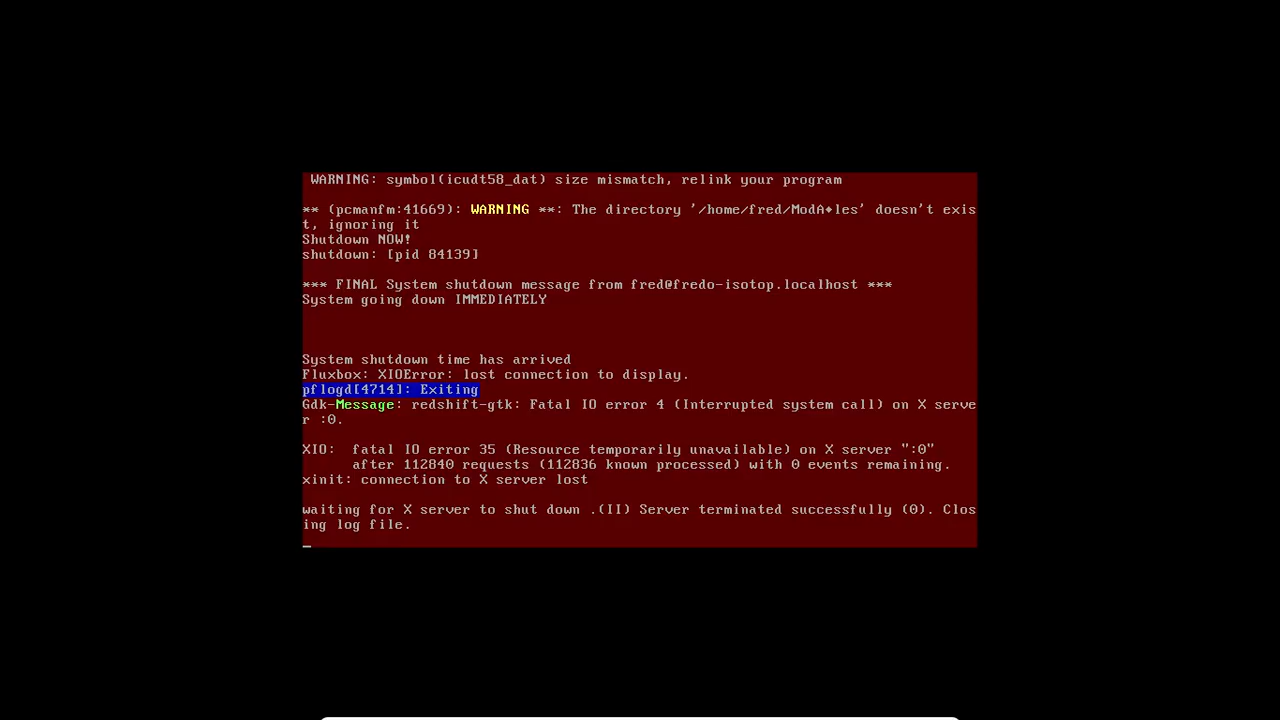 WARNING: symbol(icudt58_dat) size mismatch, relink your program
** (pcmanfm:41669): WARNING **: The directory '/home/fred/ModA♦les' doesn't exis
t, ignoring it
Shutdown NOW!
shutdown: [pid 84139]
*** FINAL System shutdown message from fred@fredo-isotop.localhost ***
System going down IMMEDIATELY
System shutdown time has arrived
Fluxbox: XIOError: lost connection to display.
pflogd[4714]: Exiting
Gdk-Message: redshift-gtk: Fatal IO error 4 (Interrupted system call) on X serve
r :0.
XIO:  fatal IO error 35 (Resource temporarily unavailable) on X server ":0"
      after 112840 requests (112836 known processed) with 0 events remaining.
xinit: connection to X server lost
waiting for X server to shut down .(II) Server terminated successfully (0). Clos
ing log file.